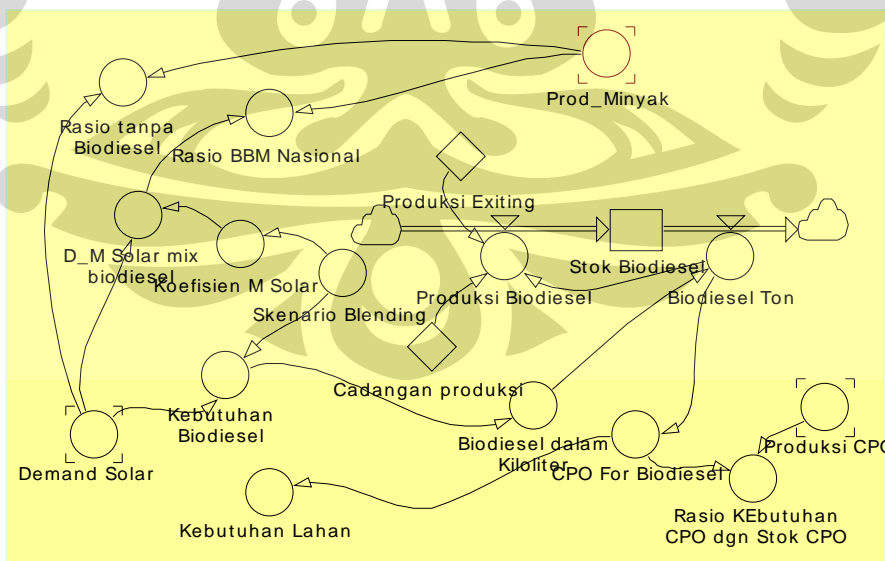 Prod_Minyak
Rasio tanpa
Biodiesel
Rasio BBM Nasional
Produksi Exiting
D_M Solar mix
biodiesel
Koefisien M Solar
Skenario Blending
Produksi Biodiesel
Stok Biodiesel
Biodiesel Ton
Cadangan produksi
Kebutuhan
Biodiesel
Demand Solar
Biodiesel dalam
Kiloliter
CPO For Biodiesel
Produksi CPO
Kebutuhan Lahan
Rasio KEbutuhan
CPO dgn Stok CPO